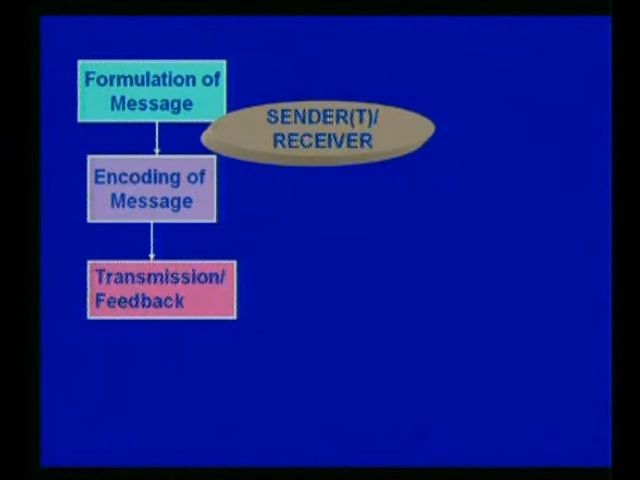 Formulation of
Message
SENDER(T)/
RECEIVER
Encoding of
Message
Transmission/
Feedback